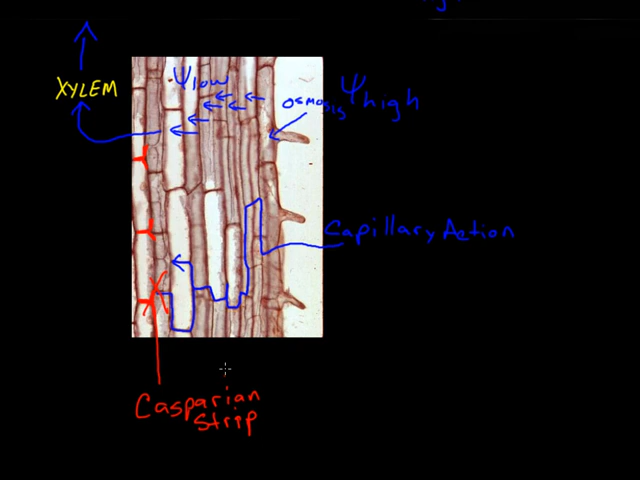 XYLEM
Ψlow
osmosis
Ψhigh
Capillary Action
Casparian
Strip